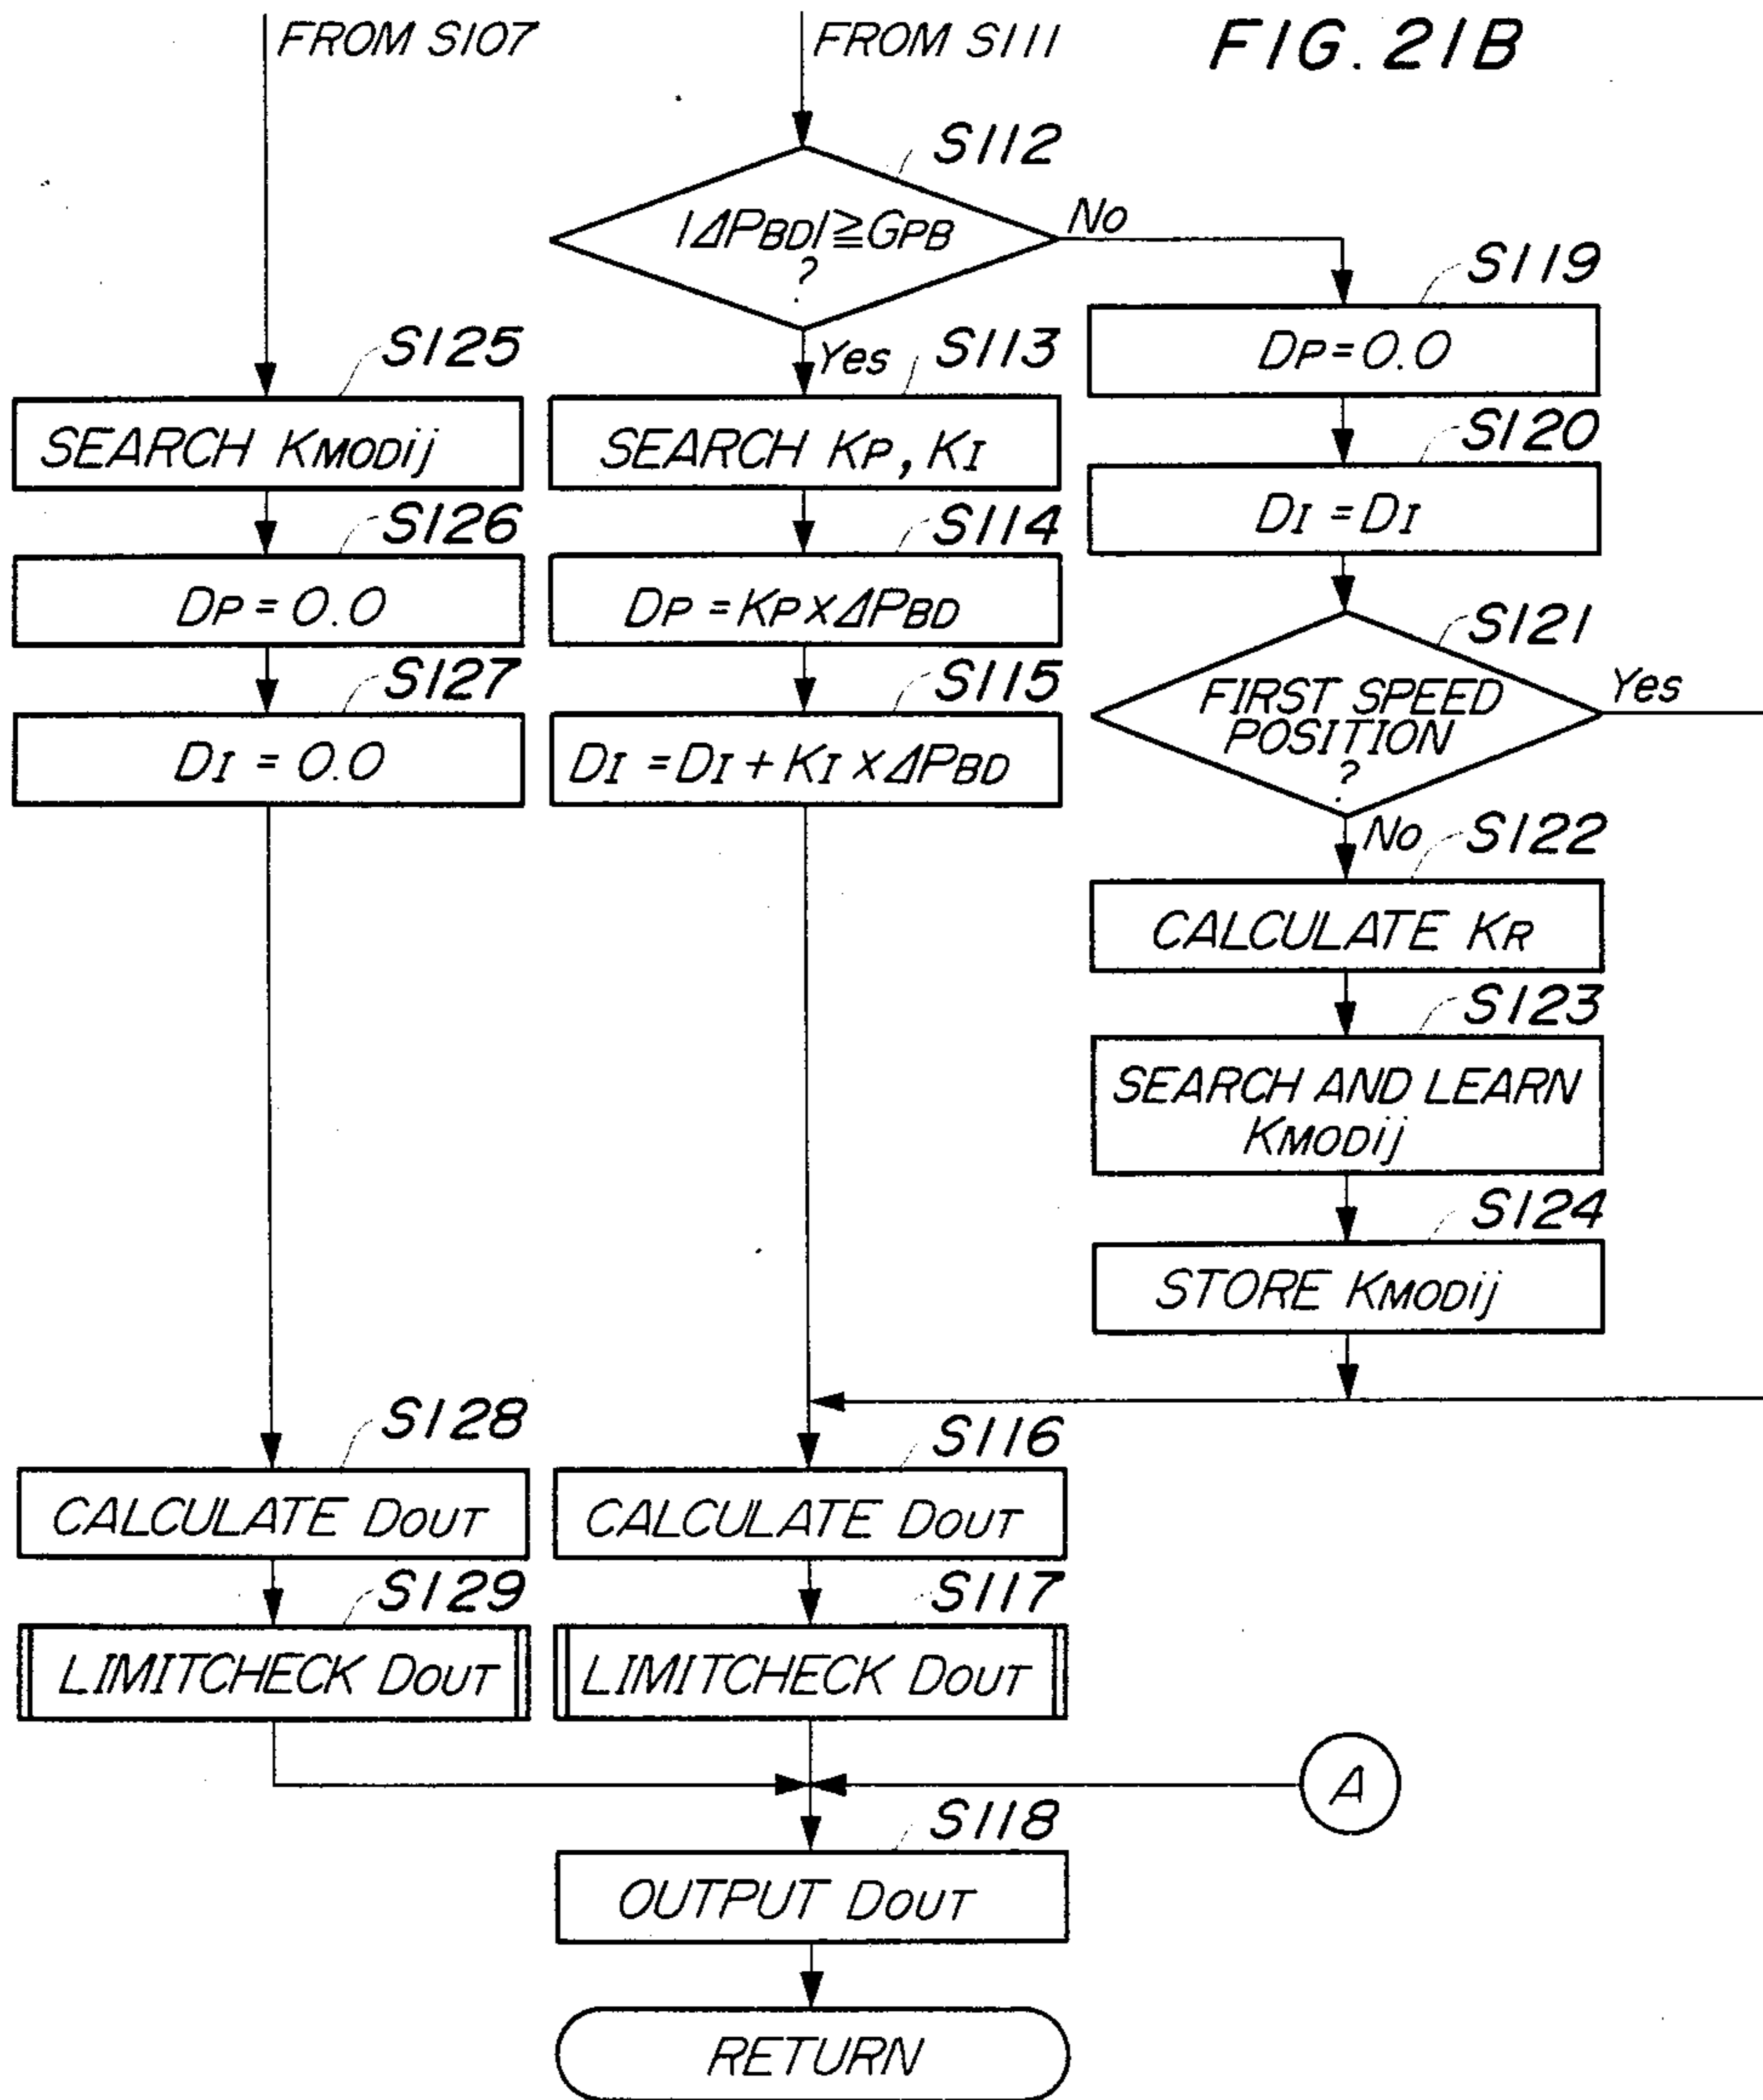 FIG. 21B
FROM S107
FROM S111
S112
|ΔPBD|≧GPB
?
No
Yes
S119
DP=0.0
S120
DI=DI
S121
FIRST SPEED
POSITION
?
Yes
No
S122
CALCULATE KR
S123
SEARCH AND LEARN
KMODij
S124
STORE KMODij
S125
SEARCH KMODij
S126
DP=0.0
S127
DI=0.0
S113
SEARCH KP, KI
S114
DP=KP×ΔPBD
S115
DI=DI+KI×ΔPBD
S128
CALCULATE DOUT
S129
LIMITCHECK DOUT
S116
CALCULATE DOUT
S117
LIMITCHECK DOUT
A
S118
OUTPUT DOUT
RETURN